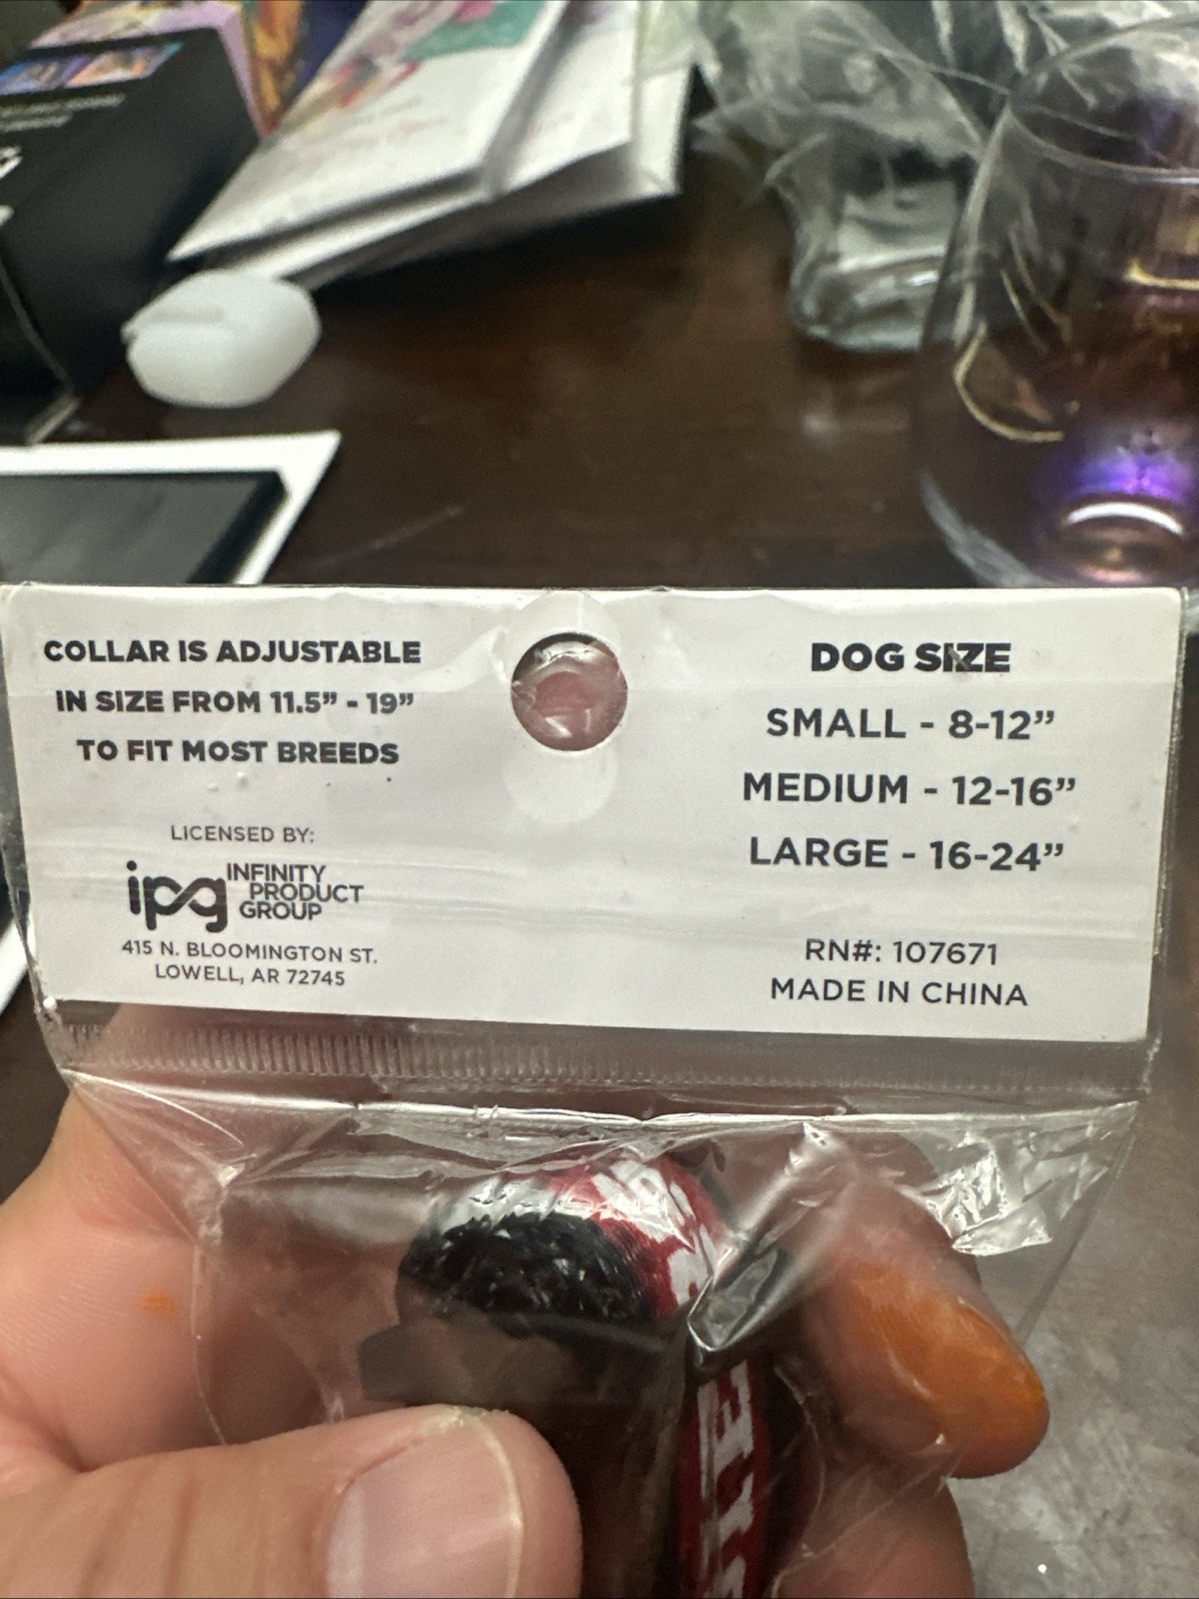 COLLAR IS ADJUSTABLE
IN SIZE FROM 11.5” - 19”
TO FIT MOST BREEDS
LICENSED BY:
ipg INFINITY
PRODUCT
GROUP
415 N. BLOOMINGTON ST.
LOWELL, AR 72745
DOG SIZE
SMALL - 8-12”
MEDIUM - 12-16”
LARGE - 16-24”
RN#: 107671
MADE IN CHINA